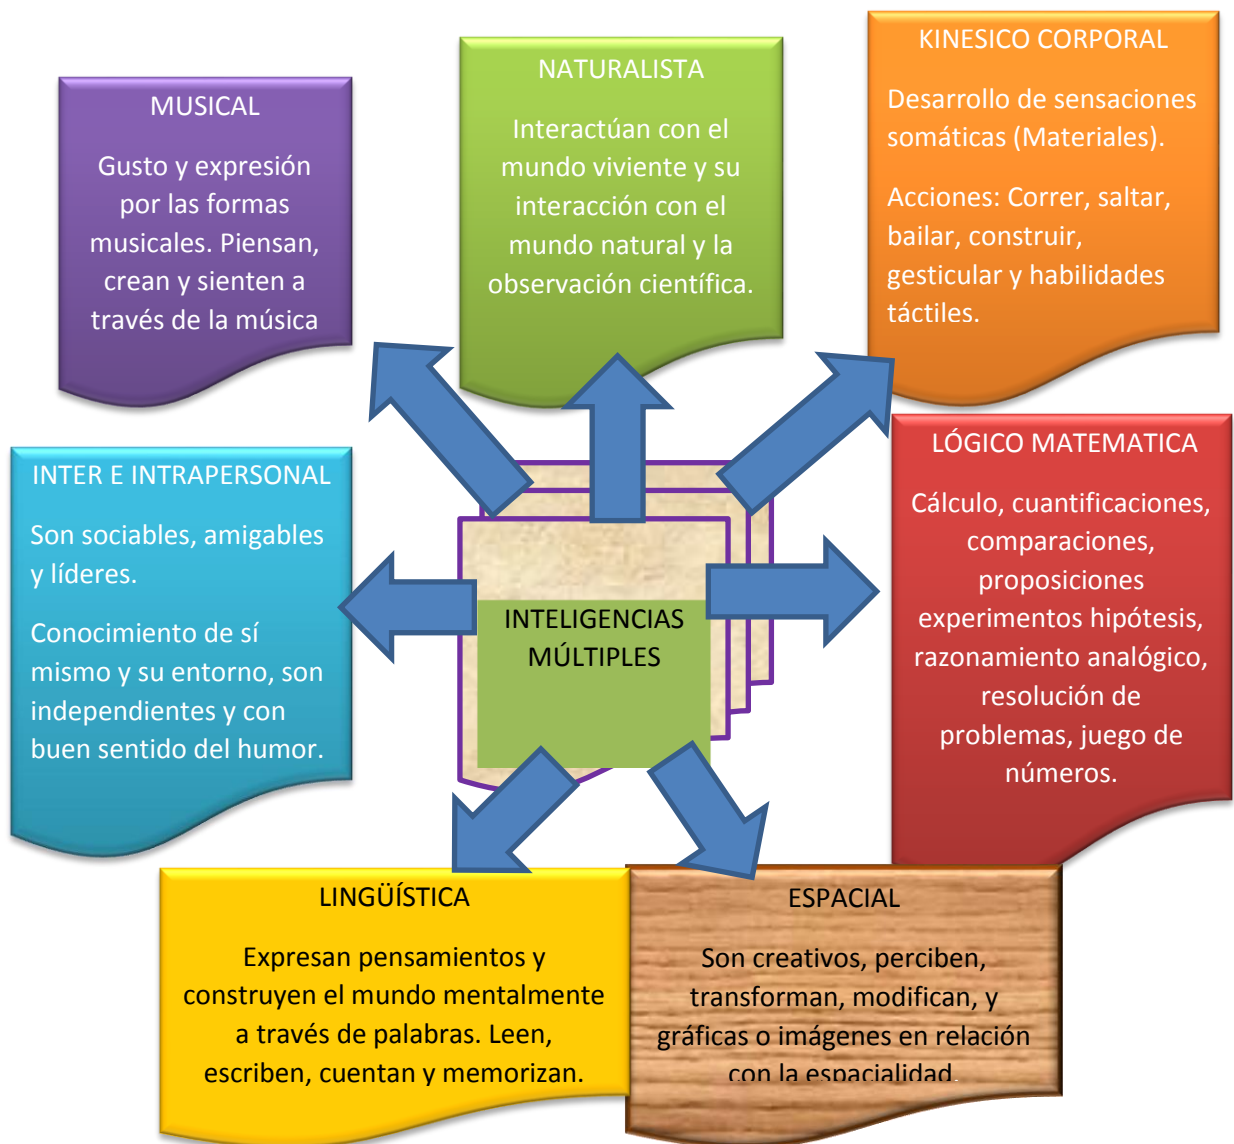 MUSICAL
Gusto y expresión
por las formas
musicales. Piensan,
crean y sienten a
través de la música
NATURALISTA
Interactúan con el
mundo viviente y su
interacción con el
mundo natural y la
observación científica.
KINESICO CORPORAL
Desarrollo de sensaciones
somáticas (Materiales).
Acciones: Correr, saltar,
bailar, construir,
gesticular y habilidades
táctiles.
INTER E INTRAPERSONAL
Son sociables, amigables
y líderes.
Conocimiento de sí
mismo y su entorno, son
independientes y con
buen sentido del humor.
INTELIGENCIAS
MÚLTIPLES
LÓGICO MATEMATICA
Cálculo, cuantificaciones,
comparaciones,
proposiciones
experimentos hipótesis,
razonamiento analógico,
resolución de
problemas, juego de
números.
LINGÜÍSTICA
Expresan pensamientos y
construyen el mundo mentalmente
a través de palabras. Leen,
escriben, cuentan y memorizan.
ESPACIAL
Son creativos, perciben,
transforman, modifican, y
gráficas o imágenes en relación
con la espacialidad.